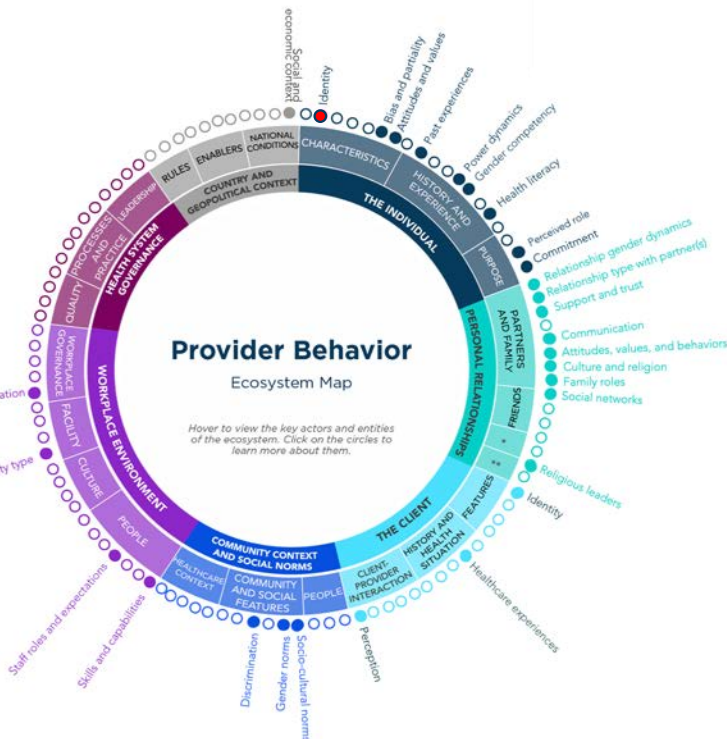 Provider Behavior
Ecosystem Map
Hover to view the key actors and entities
of the ecosystem. Click on the circles to
learn more about them.
THE INDIVIDUAL
CHARACTERISTICS
HISTORY AND
EXPERIENCE
PURPOSE
Identity
Bias and partiality
Attitudes and values
Past experiences
Power dynamics
Gender competency
Health literacy
Perceived role
Commitment
PERSONAL RELATIONSHIPS
PARTNERS
AND FAMILY
FRIENDS
*
**
Relationship gender dynamics
Relationship type with partner(s)
Support and trust
Communication
Attitudes, values, and behaviors
Culture and religion
Family roles
Social networks
Religious leaders
THE CLIENT
FEATURES
HISTORY AND
HEALTH
SITUATION
CLIENT-
PROVIDER
INTERACTION
Identity
Healthcare experiences
Perception
COMMUNITY CONTEXT
AND SOCIAL NORMS
PEOPLE
COMMUNITY
AND SOCIAL
FEATURES
HEALTHCARE
CONTEXT
Socio-cultural norms
Gender norms
Discrimination
WORKPLACE ENVIRONMENT
PEOPLE
CULTURE
FACILITY
WORKPLACE
GOVERNANCE
Skills and capabilities
Staff roles and expectations
ty type
ation
HEALTH SYSTEM
GOVERNANCE
QUALITY
PROCESSES
AND
PRACTICE
LEADERSHIP
COUNTRY AND
GEOPOLITICAL CONTEXT
RULES
ENABLERS
NATIONAL
CONDITIONS
Social and
economic context